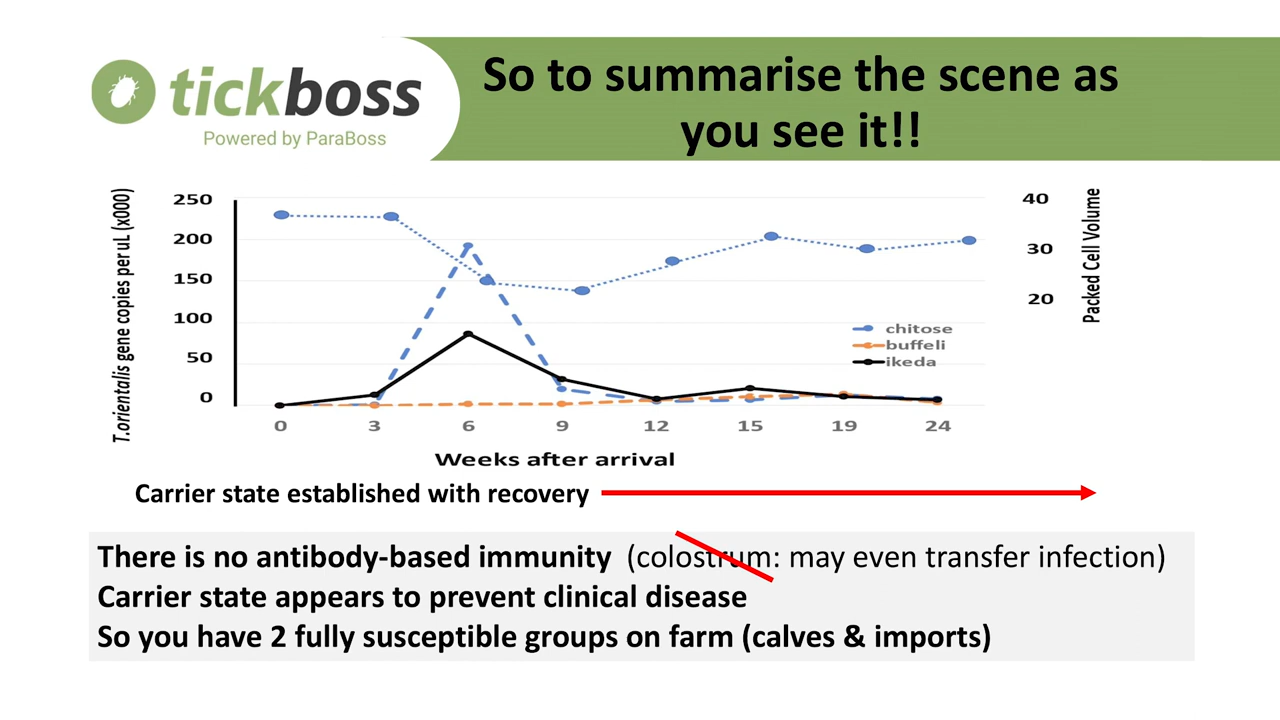 tickboss
Powered by ParaBoss
So to summarise the scene as
you see it!!
T.orientalis gene copies per uL (x000)
250
200
150
100
50
0
40
30
20
Packed Cell Volume
chitose
buffeli
ikeda
0 3 6 9 12 15 19 24
Weeks after arrival
Carrier state established with recovery
There is no antibody-based immunity (colostrum: may even transfer infection)
Carrier state appears to prevent clinical disease
So you have 2 fully susceptible groups on farm (calves & imports)